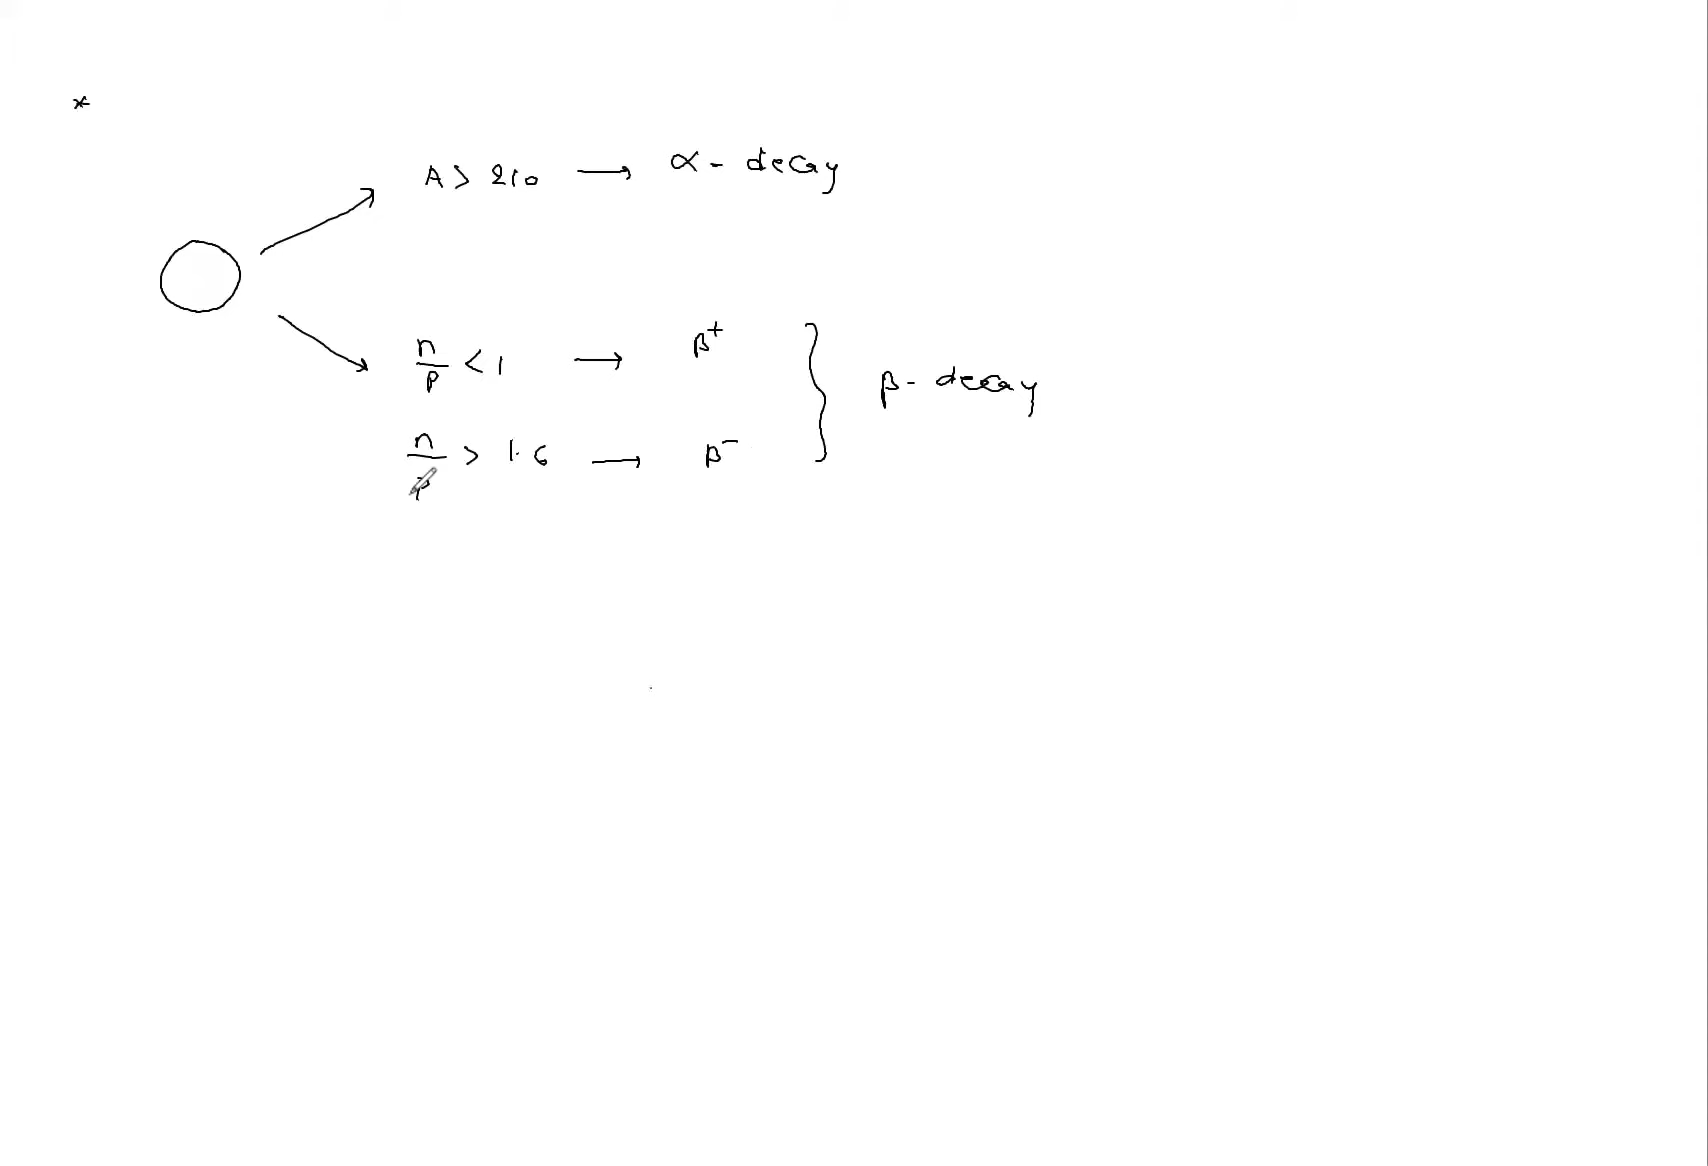 *
A > 210 → α - decay
n/p < 1 → β⁺
β - decay
n/p > 1.6 → β⁻